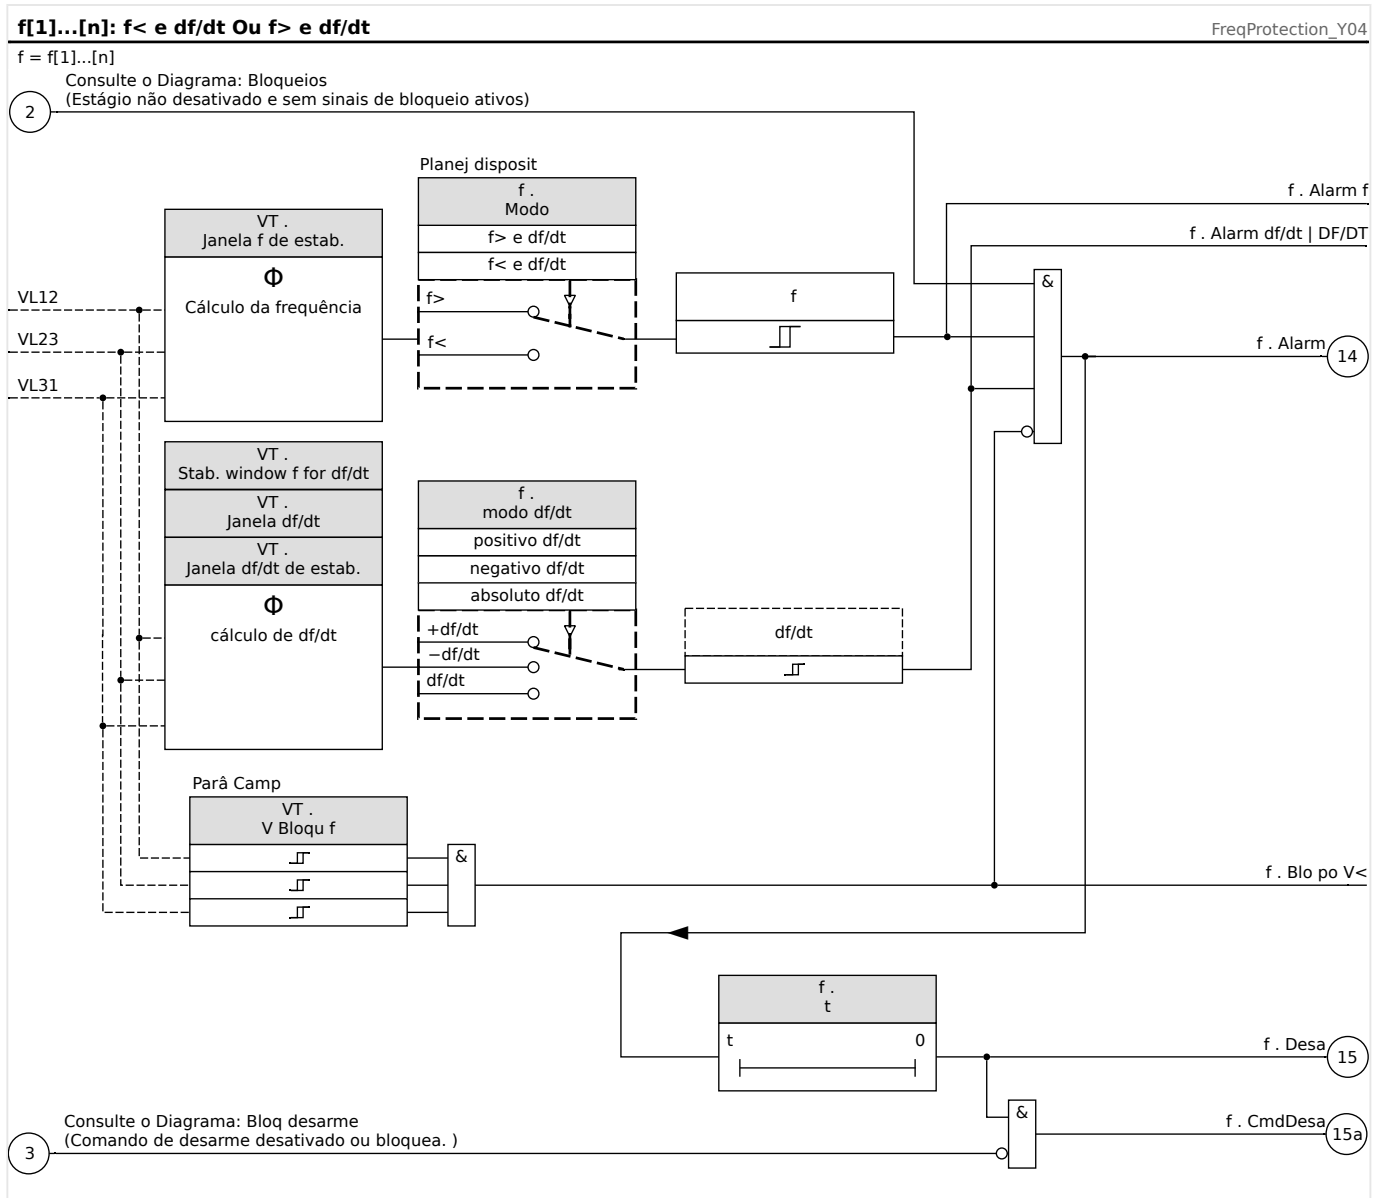 f[1]...[n]: f< e df/dt Ou f> e df/dt
FreqProtection_Y04
f = f[1]...[n]
Consulte o Diagrama: Bloqueios
(Estágio não desativado e sem sinais de bloqueio ativos)
2
Planej disposit
f .
Modo
f> e df/dt
f< e df/dt
f>
f<
VT .
Janela f de estab.
Φ
Cálculo da frequência
VL12
VL23
VL31
f
f . Alarm f
f . Alarm df/dt | DF/DT
&
f . Alarm
14
VT .
Stab. window f for df/dt
VT .
Janela df/dt
VT .
Janela df/dt de estab.
Φ
cálculo de df/dt
f .
modo df/dt
positivo df/dt
negativo df/dt
absoluto df/dt
+df/dt
−df/dt
df/dt
df/dt
Parâ Camp
VT .
V Bloqu f
&
f . Blo po V<
f .
t
t 0
f . Desa
15
&
f . CmdDesa
15a
Consulte o Diagrama: Bloq desarme
(Comando de desarme desativado ou bloquea. )
3